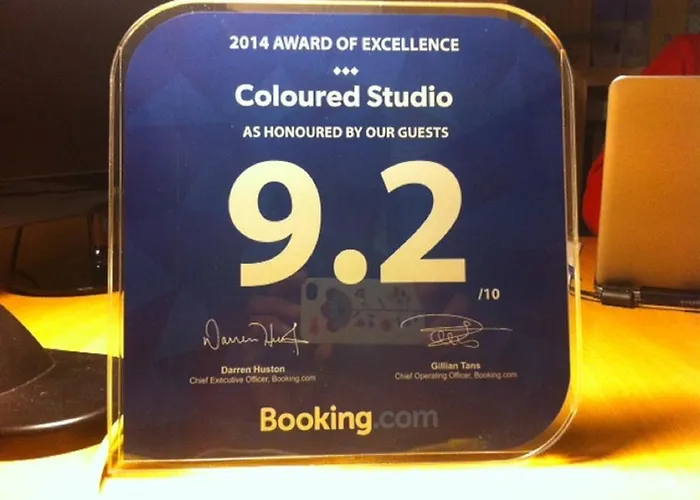 2014 AWARD OF EXCELLENCE
Coloured Studio
AS HONOURED BY OUR GUESTS
9.2
/10
Darren Huston
Gillian Tans
Chief Executive Officer, Booking.com
Chief Operating Officer, Booking.com
Booking.com